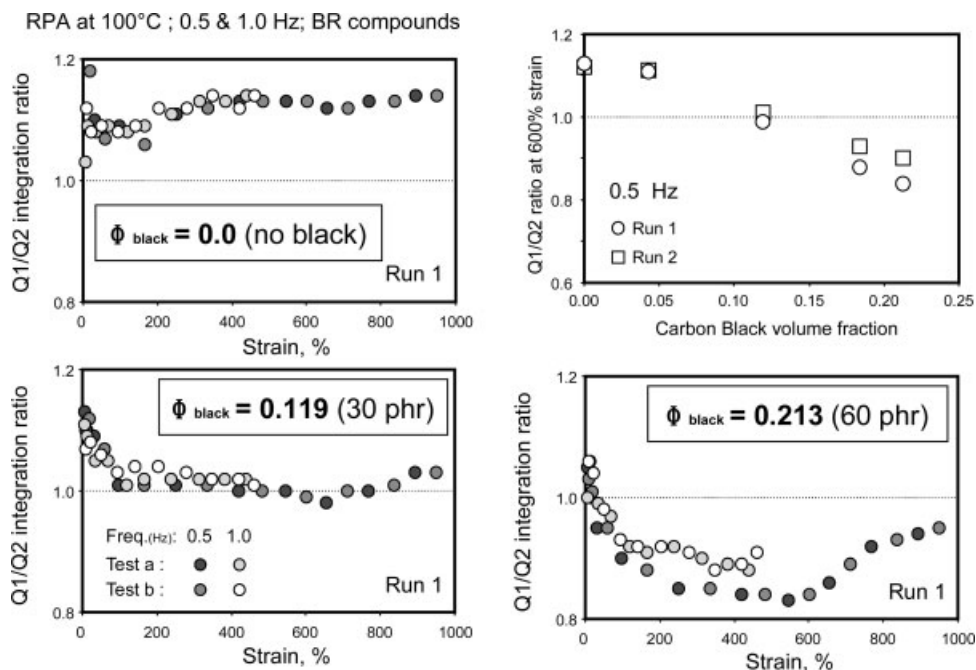 RPA at 100°C ; 0.5 & 1.0 Hz; BR compounds
Q1/Q2 integration ratio
1.2
1.0
0.8
Φ black = 0.0 (no black)
Run 1
0
200
400
600
800
1000
Strain, %
Q1/Q2 ratio at 600% strain
1.2
1.0
0.8
0.6
0.5 Hz
Run 1
Run 2
0.00
0.05
0.10
0.15
0.20
0.25
Carbon Black volume fraction
Q1/Q2 integration ratio
1.2
1.0
0.8
Φ black = 0.119 (30 phr)
Freq.(Hz): 0.5 1.0
Test a :
Test b :
Run 1
0
200
400
600
800
1000
Strain, %
Q1/Q2 integration ratio
1.2
1.0
0.8
Φ black = 0.213 (60 phr)
Run 1
0
200
400
600
800
1000
Strain, %